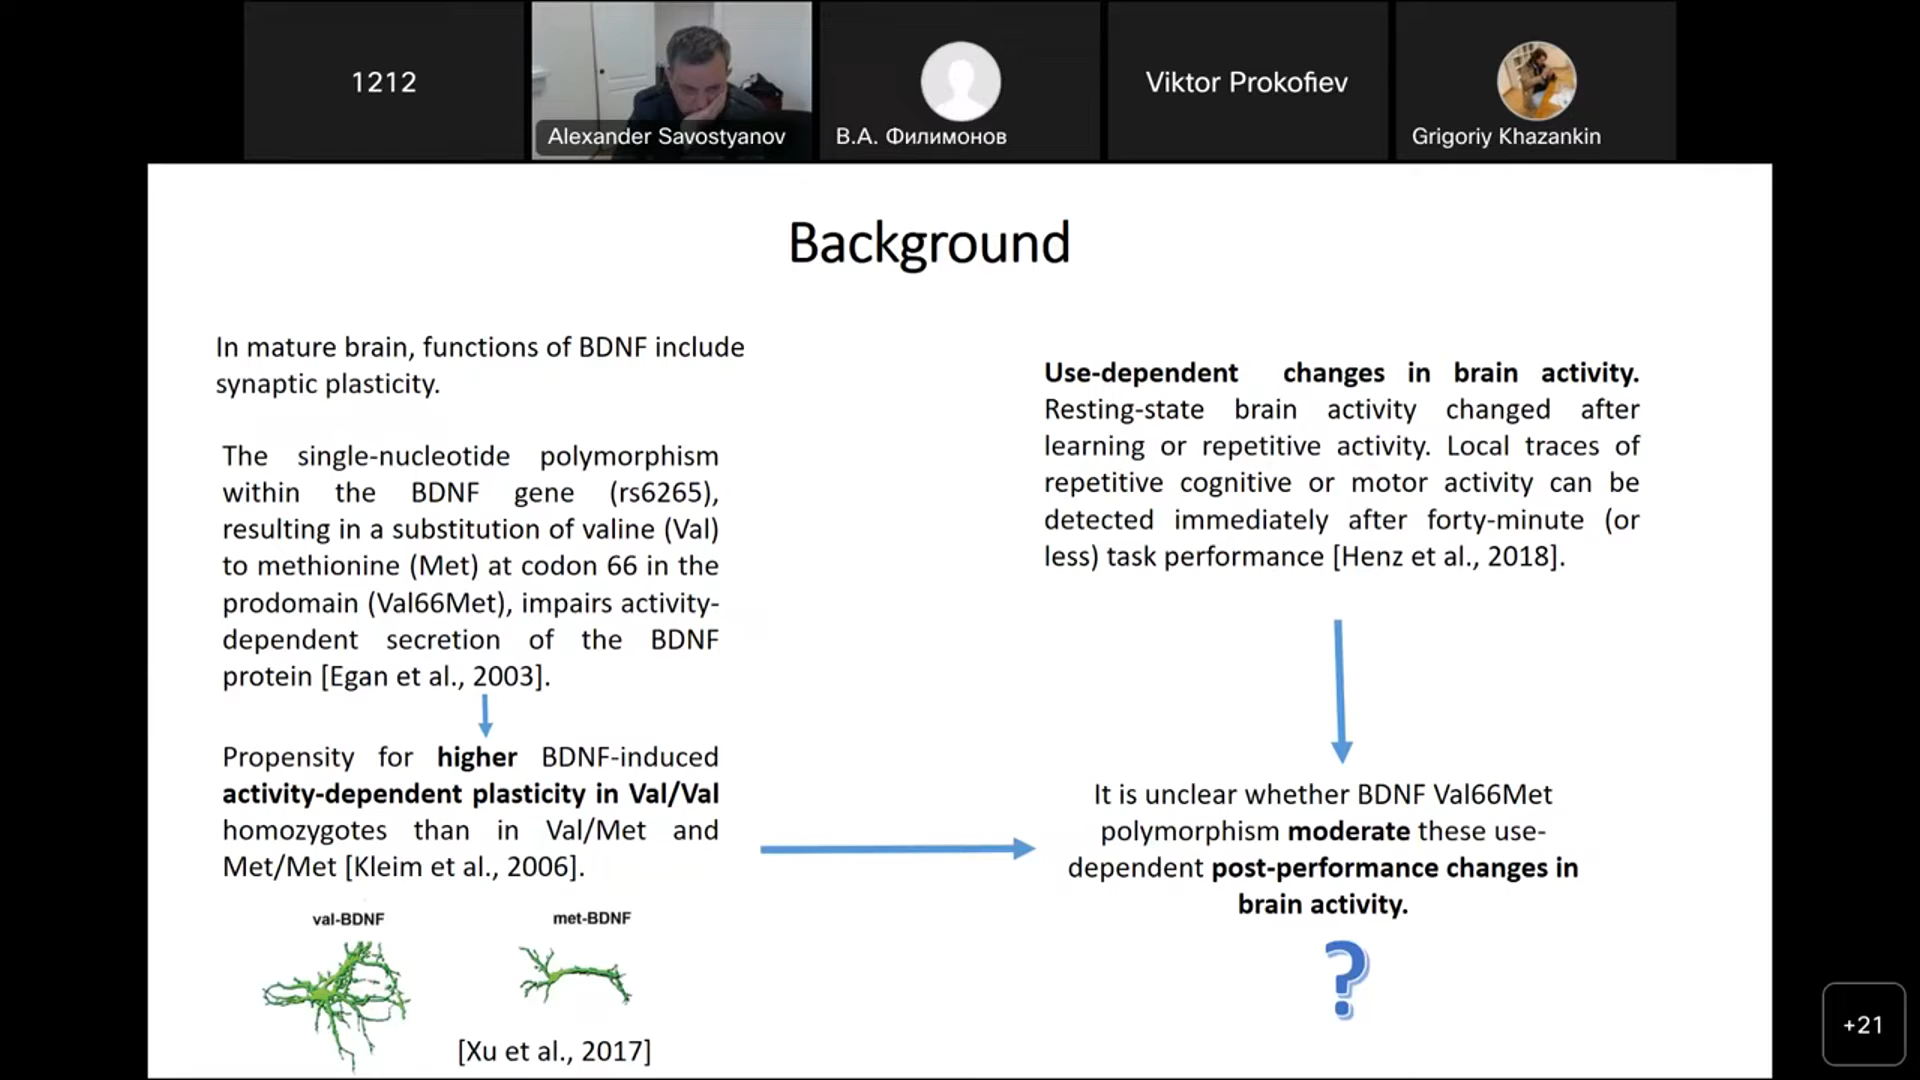 1212
Alexander Savostyanov
В.А. Филимонов
Viktor Prokofiev
Grigoriy Khazankin
Background
In mature brain, functions of BDNF include
synaptic plasticity.
The single-nucleotide polymorphism
within the BDNF gene (rs6265),
resulting in a substitution of valine (Val)
to methionine (Met) at codon 66 in the
prodomain (Val66Met), impairs activity-
dependent secretion of the BDNF
protein [Egan et al., 2003].
Propensity for higher BDNF-induced
activity-dependent plasticity in Val/Val
homozygotes than in Val/Met and
Met/Met [Kleim et al., 2006].
val-BDNF
met-BDNF
[Xu et al., 2017]
Use-dependent changes in brain activity.
Resting-state brain activity changed after
learning or repetitive activity. Local traces of
repetitive cognitive or motor activity can be
detected immediately after forty-minute (or
less) task performance [Henz et al., 2018].
It is unclear whether BDNF Val66Met
polymorphism moderate these use-
dependent post-performance changes in
brain activity.
?
+21